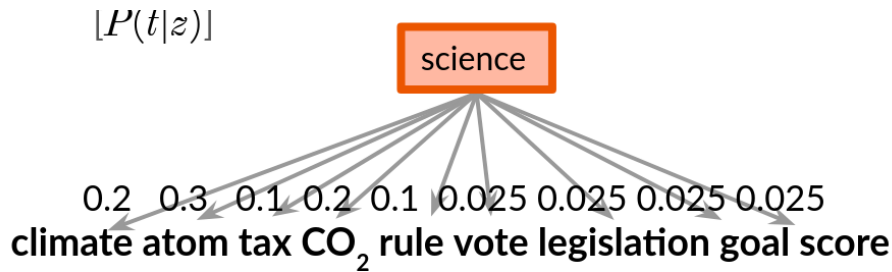 [P(t|z)]
science
0.2 0.3 0.1 0.2 0.1 0.025 0.025 0.025 0.025
climate atom tax CO₂ rule vote legislation goal score